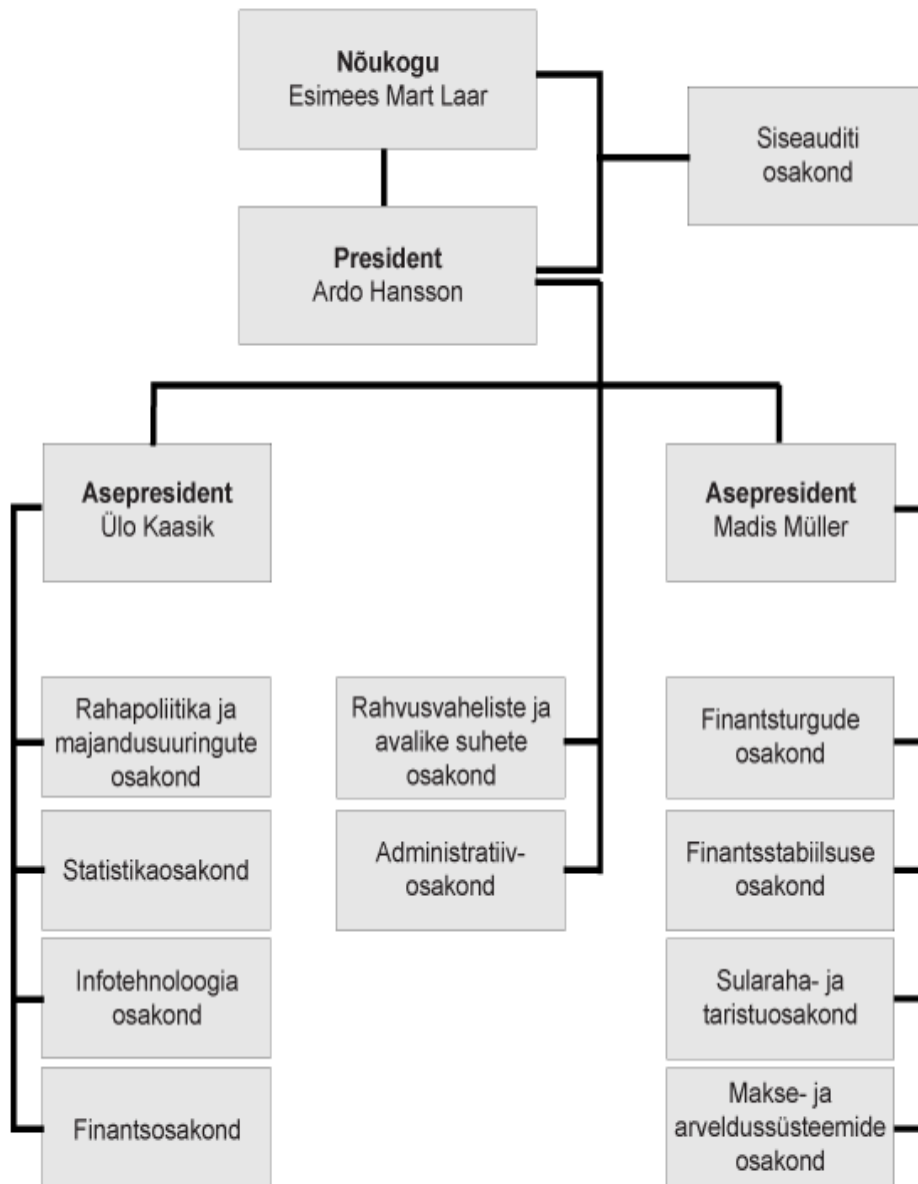 Nõukogu
Esimees Mart Laar
Siseauditi
osakond
President
Ardo Hansson
Asepresident
Ülo Kaasik
Asepresident
Madis Müller
Rahapoliitika ja
majandusuuringute
osakond
Statistikaosakond
Infotehnoloogia
osakond
Finantsosakond
Rahvusvaheliste ja
avalike suhete
osakond
Administratiiv-
osakond
Finantsturgude
osakond
Finantsstabiilsuse
osakond
Sularaha- ja
taristuosakond
Makse- ja
arveldussüsteemide
osakond